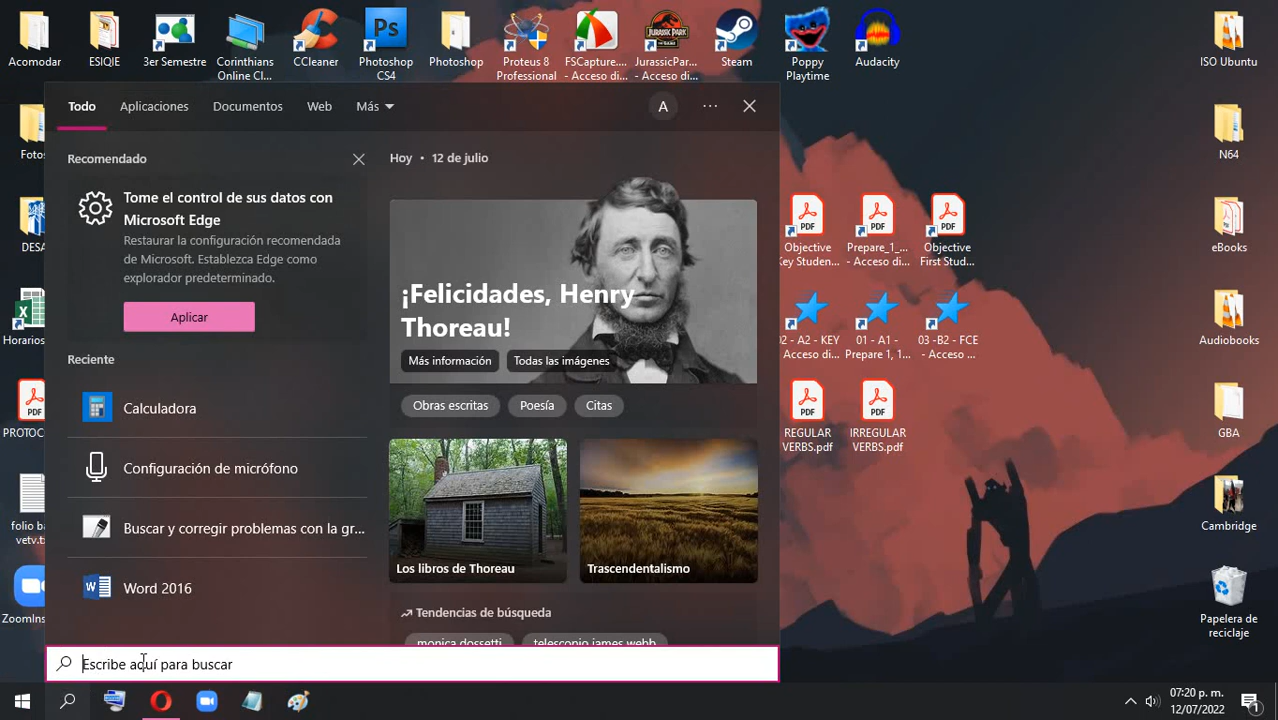 Acomodar
ESIQIE
3er Semestre
Corinthians
Online Cl...
CCleaner
Photoshop
CS4
Photoshop
Proteus 8
Professional
FSCapture....
- Acceso di...
JurassicPar...
- Acceso di...
Steam
Poppy
Playtime
Audacity
ISO Ubuntu
Todo
Aplicaciones
Documentos
Web
Más
A
Recomendado
Tome el control de sus datos con
Microsoft Edge
Restaurar la configuración recomendada
de Microsoft. Establezca Edge como
explorador predeterminado.
Aplicar
Reciente
Calculadora
Configuración de micrófono
Buscar y corregir problemas con la gr...
Word 2016
Hoy • 12 de julio
¡Felicidades, Henry
Thoreau!
Más información
Todas las imágenes
Obras escritas
Poesía
Citas
Los libros de Thoreau
Trascendentalismo
Tendencias de búsqueda
monica dossetti
telescopio james webb
Escribe aquí para buscar
Fotos
DESA
Horarios
PROTOC
folio ba
vetv.tx
ZoomIns
Objective
Key Studen...
Prepare_1_...
- Acceso di...
Objective
First Stud...
02 - A2 - KEY
Acceso di...
01 - A1 -
Prepare 1, 1...
03 -B2 - FCE
- Acceso ...
REGULAR
VERBS.pdf
IRREGULAR
VERBS.pdf
N64
eBooks
Audiobooks
GBA
Cambridge
Papelera de
reciclaje
07:20 p. m.
12/07/2022
1